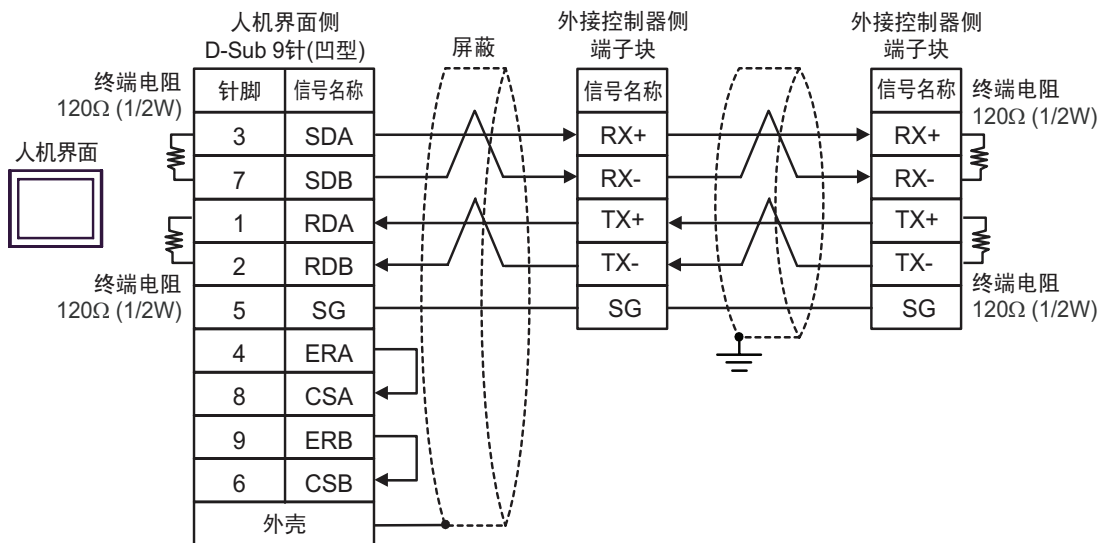 人机界面侧
D-Sub 9针(凹型)
屏蔽
外接控制器侧
端子块
外接控制器侧
端子块
终端电阻
120Ω (1/2W)
针脚 信号名称
信号名称
信号名称
终端电阻
120Ω (1/2W)
人机界面
3 SDA
RX+
RX+
7 SDB
RX-
RX-
1 RDA
TX+
TX+
2 RDB
TX-
TX-
终端电阻
120Ω (1/2W)
终端电阻
120Ω (1/2W)
5 SG
SG
SG
4 ERA
8 CSA
9 ERB
6 CSB
外壳